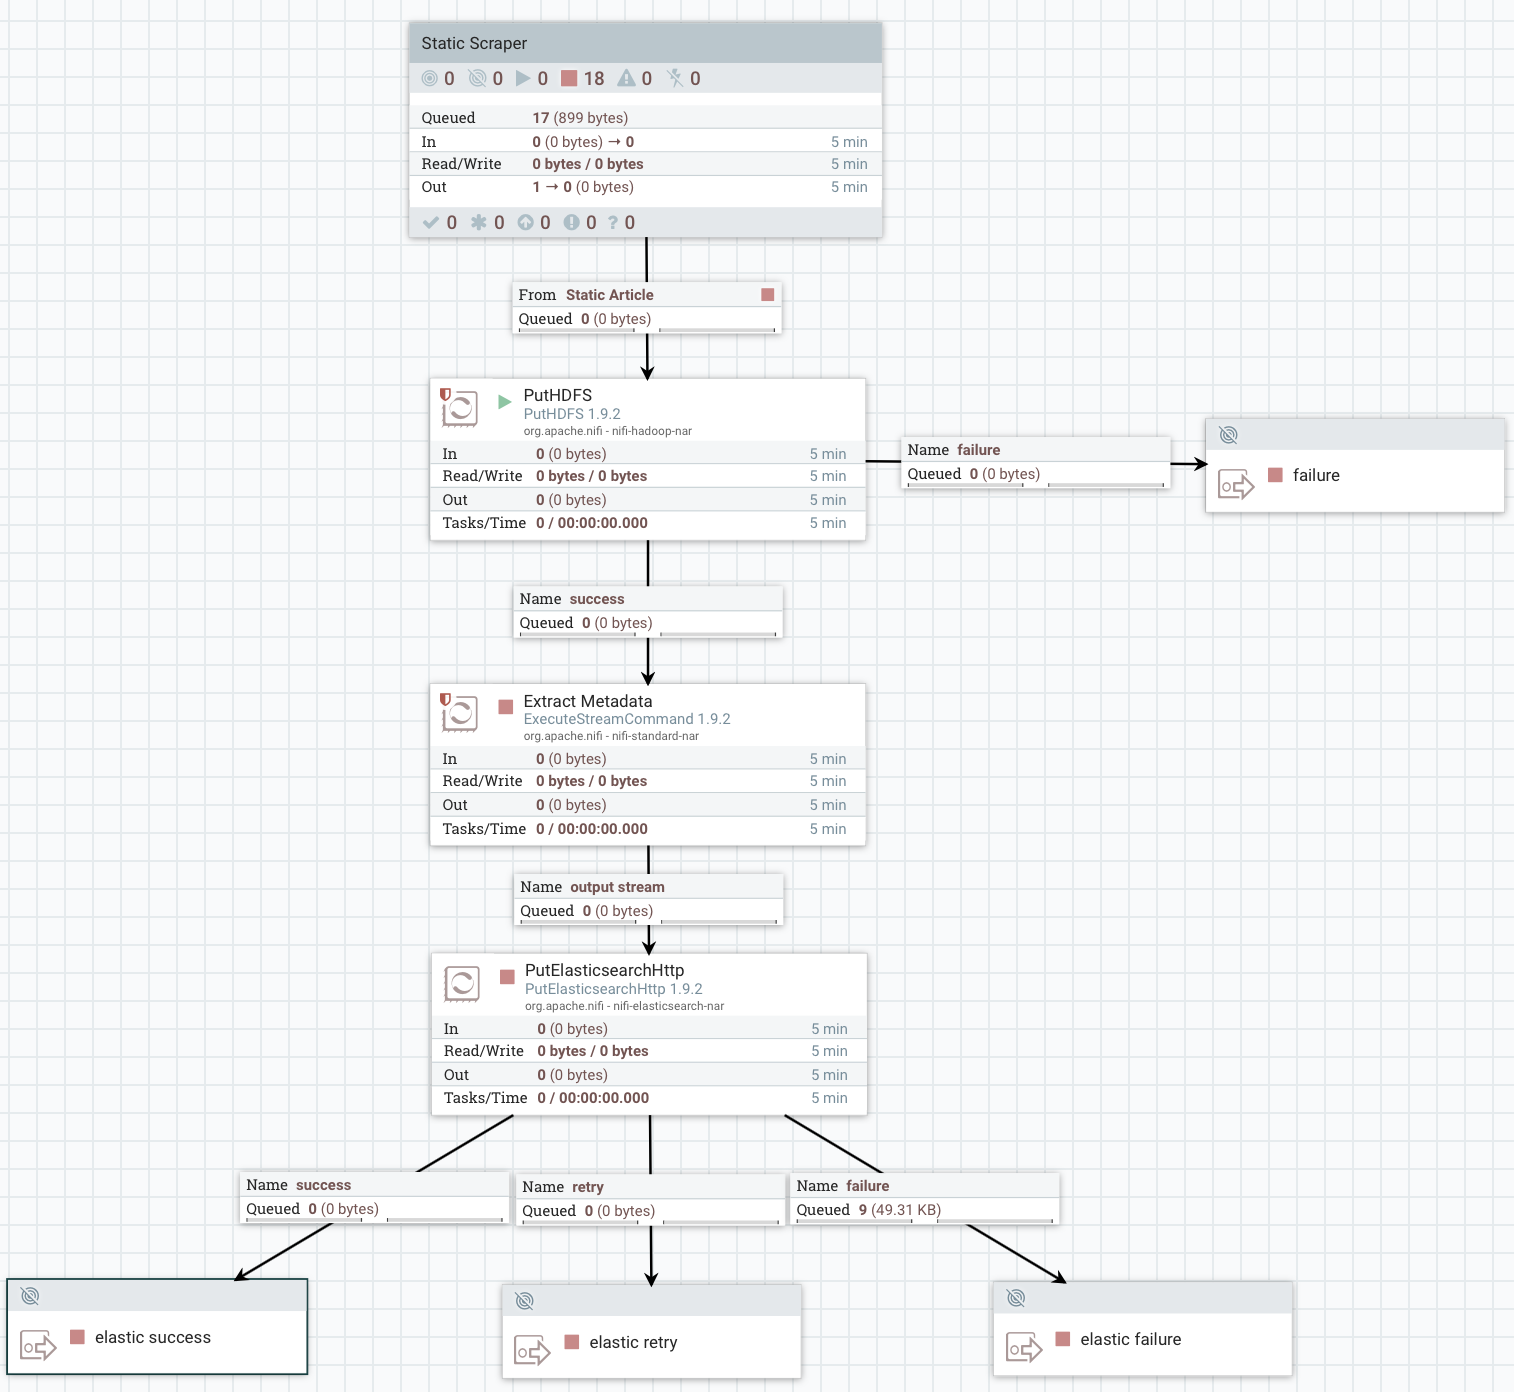 Static Scraper
0 0 0 18 0 0
Queued 17 (899 bytes)
In 0 (0 bytes) → 0 5 min
Read/Write 0 bytes / 0 bytes 5 min
Out 1 → 0 (0 bytes) 5 min
0 0 0 0 ? 0
From Static Article
Queued 0 (0 bytes)
PutHDFS
PutHDFS 1.9.2
org.apache.nifi - nifi-hadoop-nar
In 0 (0 bytes) 5 min
Read/Write 0 bytes / 0 bytes 5 min
Out 0 (0 bytes) 5 min
Tasks/Time 0 / 00:00:00.000 5 min
Name failure
Queued 0 (0 bytes)
failure
Name success
Queued 0 (0 bytes)
Extract Metadata
ExecuteStreamCommand 1.9.2
org.apache.nifi - nifi-standard-nar
In 0 (0 bytes) 5 min
Read/Write 0 bytes / 0 bytes 5 min
Out 0 (0 bytes) 5 min
Tasks/Time 0 / 00:00:00.000 5 min
Name output stream
Queued 0 (0 bytes)
PutElasticsearchHttp
PutElasticsearchHttp 1.9.2
org.apache.nifi - nifi-elasticsearch-nar
In 0 (0 bytes) 5 min
Read/Write 0 bytes / 0 bytes 5 min
Out 0 (0 bytes) 5 min
Tasks/Time 0 / 00:00:00.000 5 min
Name success
Queued 0 (0 bytes)
Name retry
Queued 0 (0 bytes)
Name failure
Queued 9 (49.31 KB)
elastic success
elastic retry
elastic failure